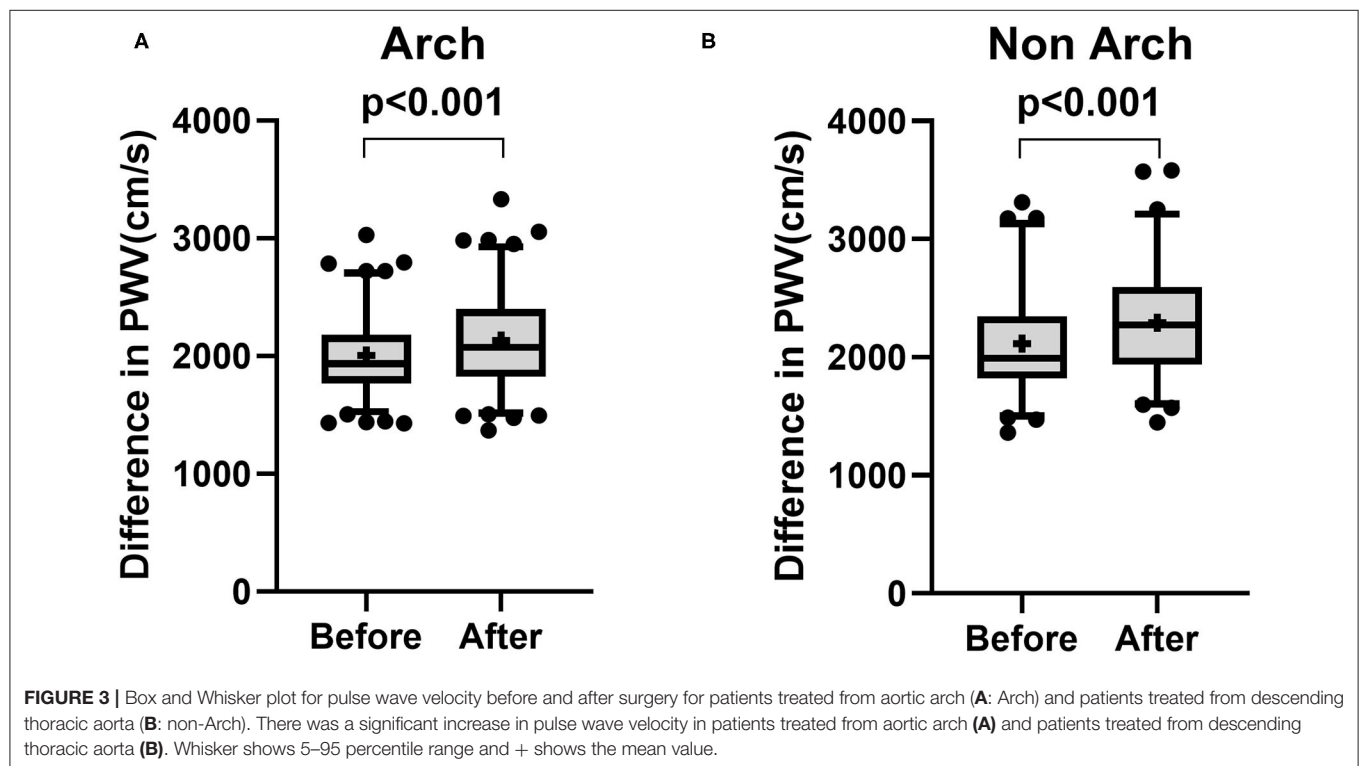 A
Arch
p<0.001
Difference in PWV(cm/s)
4000
3000
2000
1000
0
Before
After
B
Non Arch
p<0.001
Difference in PWV(cm/s)
4000
3000
2000
1000
0
Before
After
FIGURE 3 | Box and Whisker plot for pulse wave velocity before and after surgery for patients treated from aortic arch (A: Arch) and patients treated from descending
thoracic aorta (B: non-Arch). There was a significant increase in pulse wave velocity in patients treated from aortic arch (A) and patients treated from descending
thoracic aorta (B). Whisker shows 5–95 percentile range and + shows the mean value.